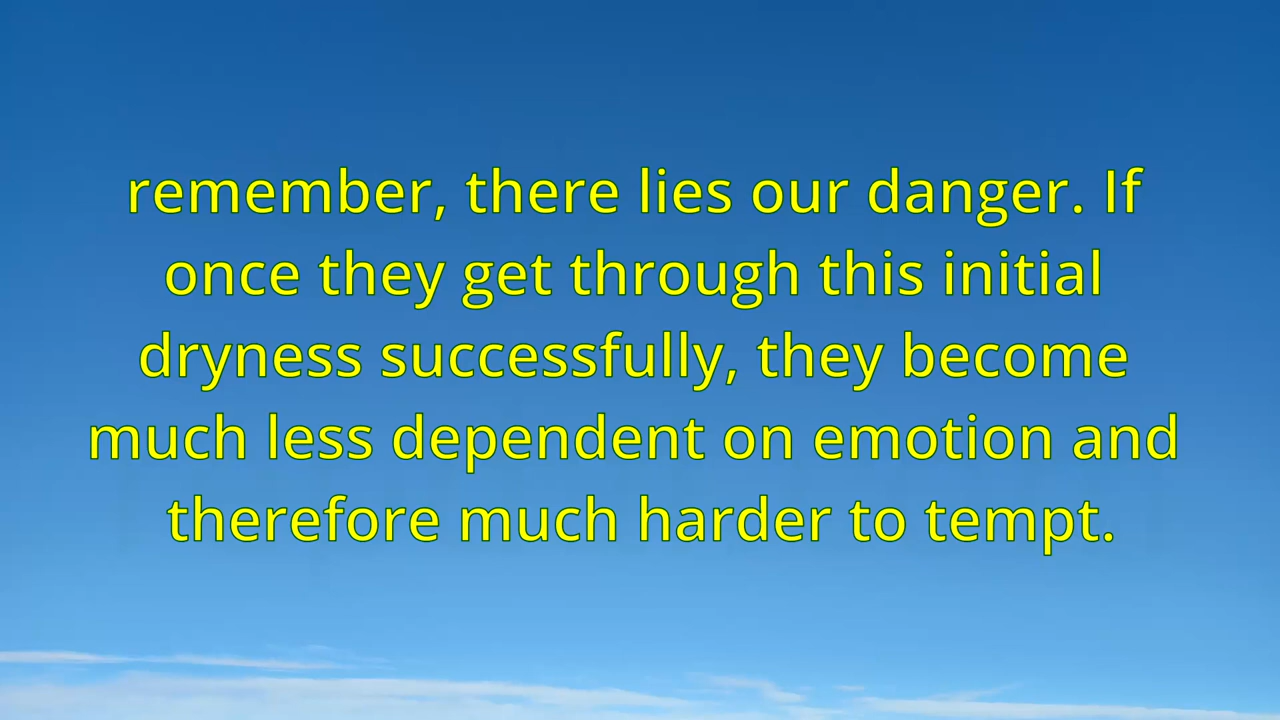 remember, there lies our danger. If
once they get through this initial
dryness successfully, they become
much less dependent on emotion and
therefore much harder to tempt.